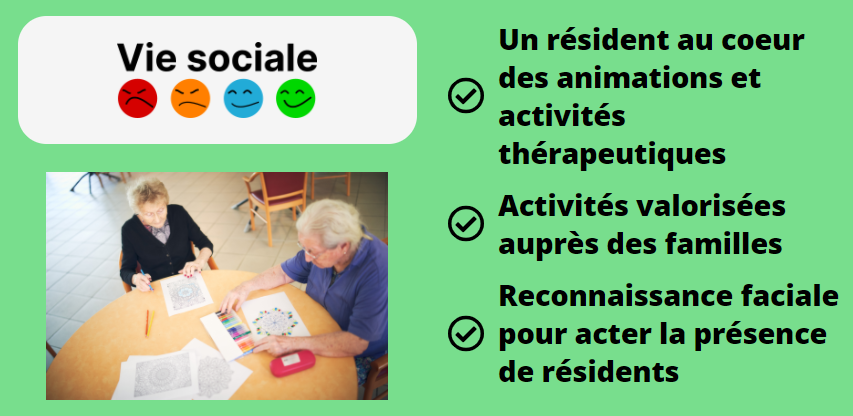 Vie sociale
Un résident au coeur
des animations et
activités
thérapeutiques
Activités valorisées
auprès des familles
Reconnaissance faciale
pour acter la présence
de résidents